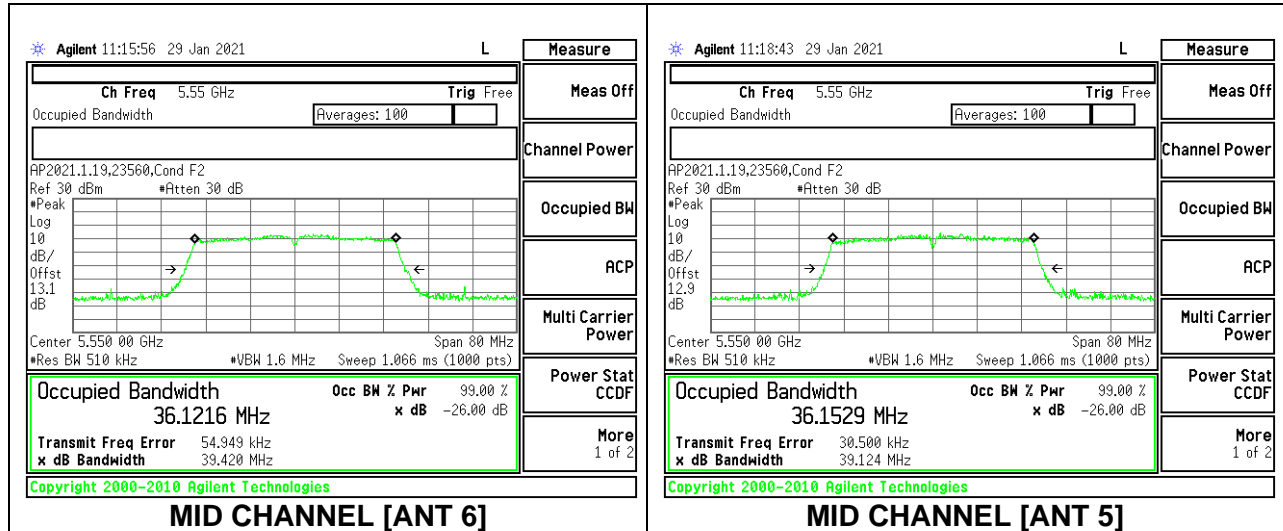 Agilent 11:15:56 29 Jan 2021 L Measure
Ch Freq 5.55 GHz Trig Free Meas Off
Occupied Bandwidth Averages: 100
Channel Power
AP2021.1.19,23560,Cond F2
Ref 30 dBm #Atten 30 dB
#Peak Occupied BW
Log
10
dB/
Offst ACP
13.1
dB
Multi Carrier
Power
Center 5.550 00 GHz Span 80 MHz
#Res BW 510 kHz #VBW 1.6 MHz Sweep 1.066 ms (1000 pts)
Power Stat
CCDF
Occupied Bandwidth Occ BW % Pwr 99.00 %
36.1216 MHz x dB -26.00 dB
Transmit Freq Error 54.949 kHz More
x dB Bandwidth 39.420 MHz 1 of 2
Copyright 2000-2010 Agilent Technologies
MID CHANNEL [ANT 6]
Agilent 11:18:43 29 Jan 2021 L Measure
Ch Freq 5.55 GHz Trig Free Meas Off
Occupied Bandwidth Averages: 100
Channel Power
AP2021.1.19,23560,Cond F2
Ref 30 dBm #Atten 30 dB
#Peak Occupied BW
Log
10
dB/
Offst ACP
12.9
dB
Multi Carrier
Power
Center 5.550 00 GHz Span 80 MHz
#Res BW 510 kHz #VBW 1.6 MHz Sweep 1.066 ms (1000 pts)
Power Stat
CCDF
Occupied Bandwidth Occ BW % Pwr 99.00 %
36.1529 MHz x dB -26.00 dB
Transmit Freq Error 30.500 kHz More
x dB Bandwidth 39.124 MHz 1 of 2
Copyright 2000-2010 Agilent Technologies
MID CHANNEL [ANT 5]